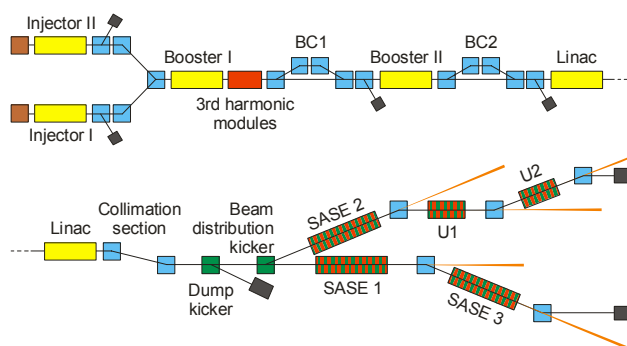 Injector II
Booster I
BC1
Booster II
BC2
Linac
Injector I
3rd harmonic
modules
Linac
Collimation
section
Beam
distribution
kicker
Dump
kicker
SASE 2
SASE 1
U1
U2
SASE 3